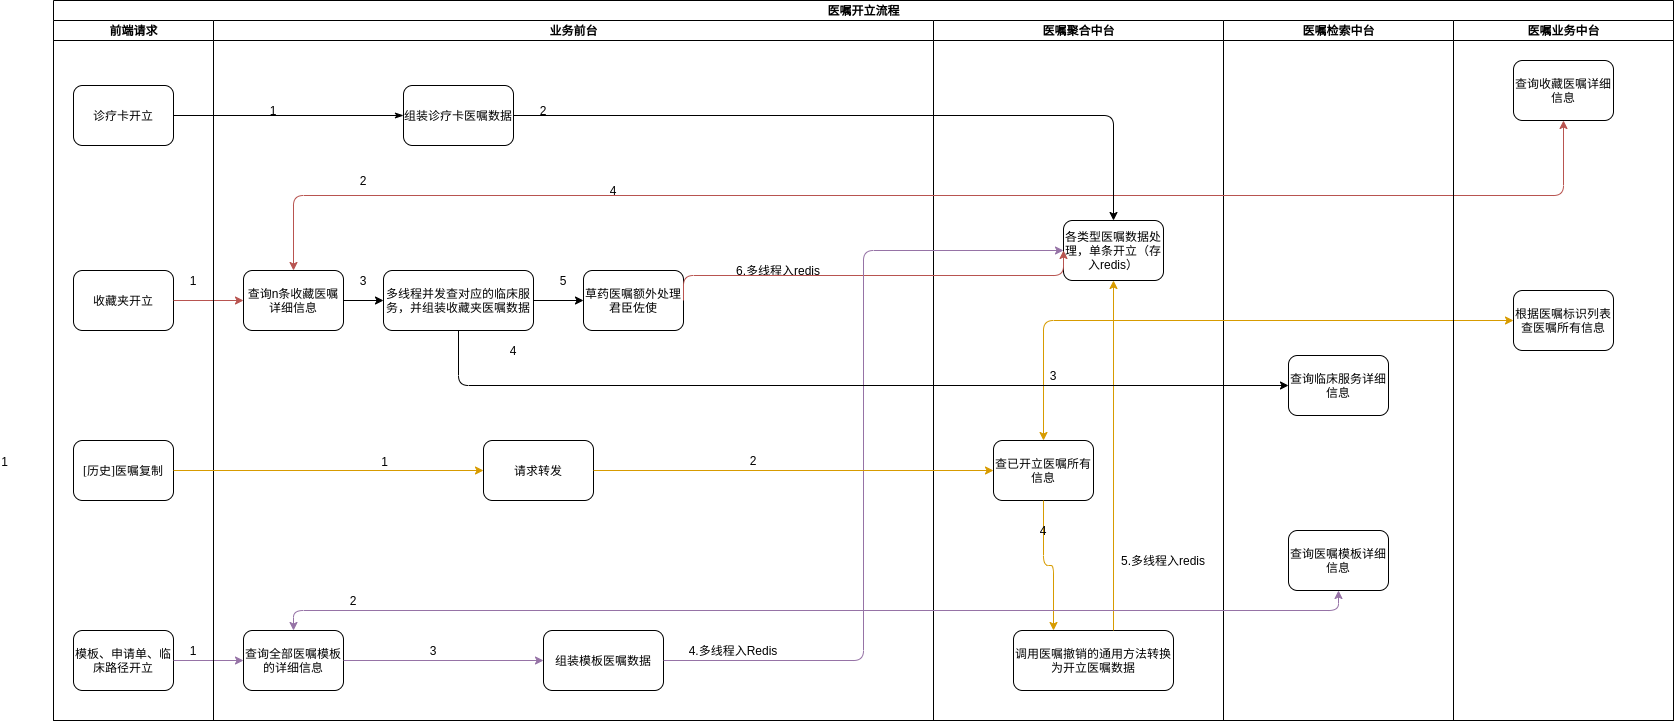 医嘱开立流程
前端请求
业务前台
医嘱聚合中台
医嘱检索中台
医嘱业务中台
诊疗卡开立
1
组装诊疗卡医嘱数据
2
查询收藏医嘱详细
信息
2
4
各类型医嘱数据处
理，单条开立（存
入redis）
收藏夹开立
1
查询n条收藏医嘱
详细信息
3
多线程并发查对应的临床服
务，并组装收藏夹医嘱数据
5
草药医嘱额外处理
君臣佐使
6.多线程入redis
根据医嘱标识列表
查医嘱所有信息
4
3
查询临床服务详细
信息
1
[历史]医嘱复制
1
请求转发
2
查已开立医嘱所有
信息
4
5.多线程入redis
查询医嘱模板详细
信息
2
模板、申请单、临
床路径开立
1
查询全部医嘱模板
的详细信息
3
组装模板医嘱数据
4.多线程入Redis
调用医嘱撤销的通用方法转换
为开立医嘱数据